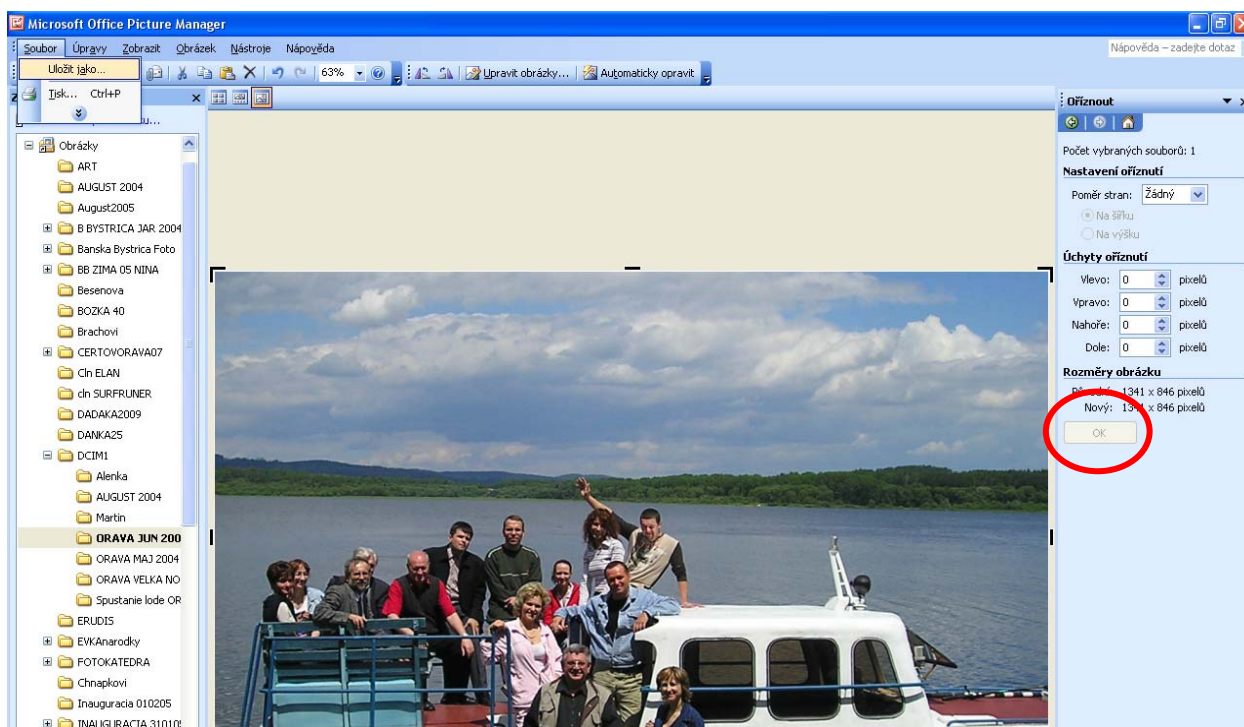 Microsoft Office Picture Manager
Soubor Úpravy Zobrazit Obrázek Nástroje Nápověda
Nápověda – zadejte dotaz
Uložit jako...
63%
Upravit obrázky...
Automaticky opravit
Tisk... Ctrl+P
Obrázky
ART
AUGUST 2004
August2005
B BYSTRICA JAR 2004
Banska Bystrica Foto
BB ZIMA 05 NINA
Besenova
BOZKA 40
Brachovi
CERTOVORAVA07
Cln ELAN
cln SURFRUNER
DADAKA2009
DANKA25
DCIM1
Alenka
AUGUST 2004
Martin
ORAVA JUN 200
ORAVA MAJ 2004
ORAVA VELKA NO
Spustanie lode OR
ERUDIS
EVKAnarodky
FOTOKATEDRA
Chnapkovi
Inauguracia 010205
INAUGURACIA 31010
Oříznout
Počet vybraných souborů: 1
Nastavení oříznutí
Poměr stran: Žádný
Na šířku
Na výšku
Úchyty oříznutí
Vlevo: 0 pixelů
Vpravo: 0 pixelů
Nahoře: 0 pixelů
Dole: 0 pixelů
Rozměry obrázku
1341 x 846 pixelů
Nový: 1341 x 846 pixelů
OK